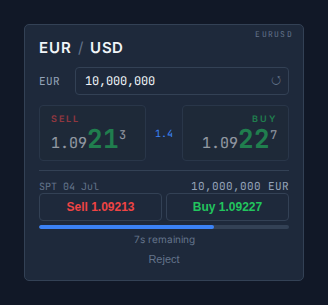 EURUSD
EUR / USD
EUR 10,000,000
SELL BUY
1.09213 1.4 1.09227
SPT 04 Jul 10,000,000 EUR
Sell 1.09213 Buy 1.09227
7s remaining
Reject